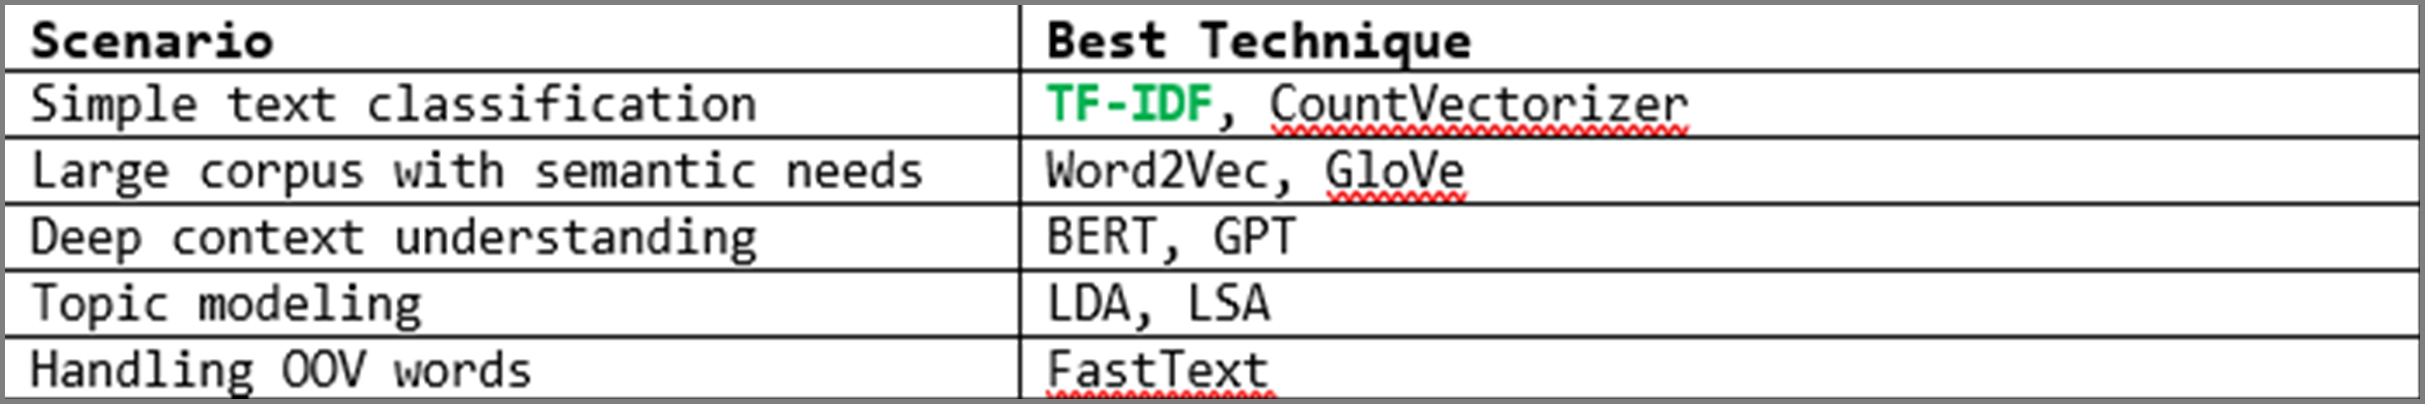 Scenario Best Technique
Simple text classification TF-IDF, CountVectorizer
Large corpus with semantic needs Word2Vec, GloVe
Deep context understanding BERT, GPT
Topic modeling LDA, LSA
Handling OOV words FastText